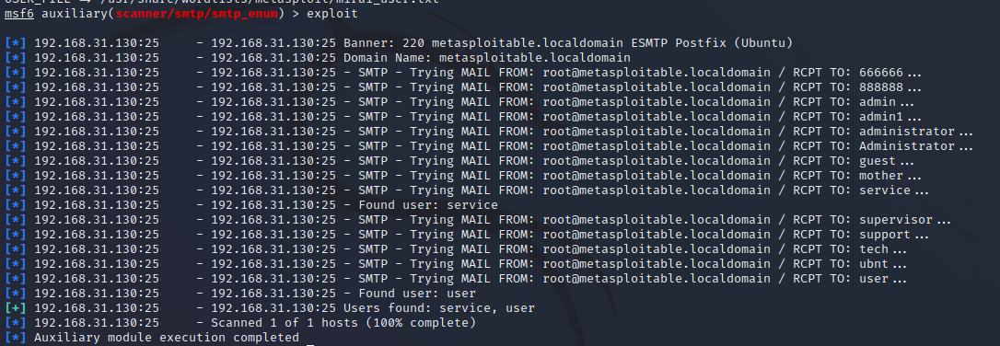 USER_FILE → /usr/share/wordlists/metasploit/mirai_user.txt
msf6 auxiliary(scanner/smtp/smtp_enum) > exploit
[*] 192.168.31.130:25 - 192.168.31.130:25 Banner: 220 metasploitable.localdomain ESMTP Postfix (Ubuntu)
[*] 192.168.31.130:25 - 192.168.31.130:25 Domain Name: metasploitable.localdomain
[*] 192.168.31.130:25 - 192.168.31.130:25 - SMTP - Trying MAIL FROM: root@metasploitable.localdomain / RCPT TO: 666666...
[*] 192.168.31.130:25 - 192.168.31.130:25 - SMTP - Trying MAIL FROM: root@metasploitable.localdomain / RCPT TO: 888888...
[*] 192.168.31.130:25 - 192.168.31.130:25 - SMTP - Trying MAIL FROM: root@metasploitable.localdomain / RCPT TO: admin...
[*] 192.168.31.130:25 - 192.168.31.130:25 - SMTP - Trying MAIL FROM: root@metasploitable.localdomain / RCPT TO: admin1...
[*] 192.168.31.130:25 - 192.168.31.130:25 - SMTP - Trying MAIL FROM: root@metasploitable.localdomain / RCPT TO: administrator...
[*] 192.168.31.130:25 - 192.168.31.130:25 - SMTP - Trying MAIL FROM: root@metasploitable.localdomain / RCPT TO: Administrator...
[*] 192.168.31.130:25 - 192.168.31.130:25 - SMTP - Trying MAIL FROM: root@metasploitable.localdomain / RCPT TO: guest...
[*] 192.168.31.130:25 - 192.168.31.130:25 - SMTP - Trying MAIL FROM: root@metasploitable.localdomain / RCPT TO: mother...
[*] 192.168.31.130:25 - 192.168.31.130:25 - SMTP - Trying MAIL FROM: root@metasploitable.localdomain / RCPT TO: service...
[*] 192.168.31.130:25 - 192.168.31.130:25 - Found user: service
[*] 192.168.31.130:25 - 192.168.31.130:25 - SMTP - Trying MAIL FROM: root@metasploitable.localdomain / RCPT TO: supervisor...
[*] 192.168.31.130:25 - 192.168.31.130:25 - SMTP - Trying MAIL FROM: root@metasploitable.localdomain / RCPT TO: support...
[*] 192.168.31.130:25 - 192.168.31.130:25 - SMTP - Trying MAIL FROM: root@metasploitable.localdomain / RCPT TO: tech...
[*] 192.168.31.130:25 - 192.168.31.130:25 - SMTP - Trying MAIL FROM: root@metasploitable.localdomain / RCPT TO: ubnt...
[*] 192.168.31.130:25 - 192.168.31.130:25 - SMTP - Trying MAIL FROM: root@metasploitable.localdomain / RCPT TO: user...
[*] 192.168.31.130:25 - 192.168.31.130:25 - Found user: user
[+] 192.168.31.130:25 - 192.168.31.130:25 Users found: service, user
[*] 192.168.31.130:25 - Scanned 1 of 1 hosts (100% complete)
[*] Auxiliary module execution completed